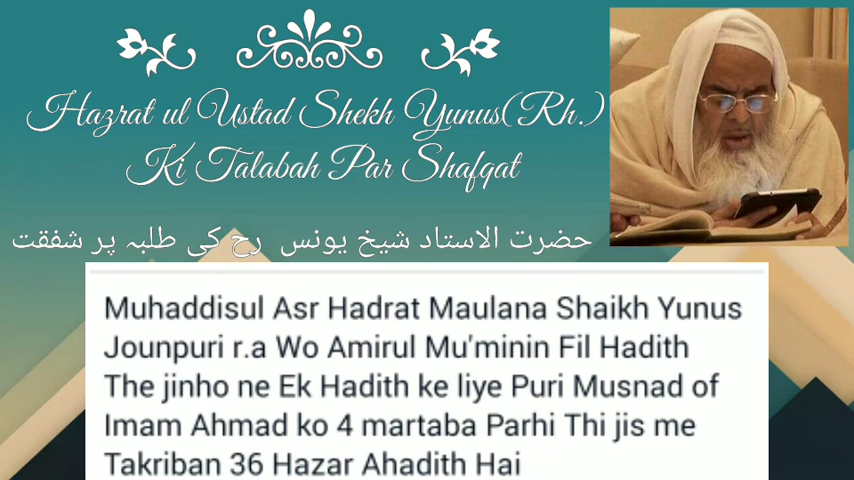 Hazrat ul Ustad Shekh Yunus(Rh.)
Ki Talabah Par Shafqat
حضرت الاستاد شیخ یونس رح کی طلبہ پر شفقت
Muhaddisul Asr Hadrat Maulana Shaikh Yunus
Jounpuri r.a Wo Amirul Mu'minin Fil Hadith
The jinho ne Ek Hadith ke liye Puri Musnad of
Imam Ahmad ko 4 martaba Parhi Thi jis me
Takriban 36 Hazar Ahadith Hai